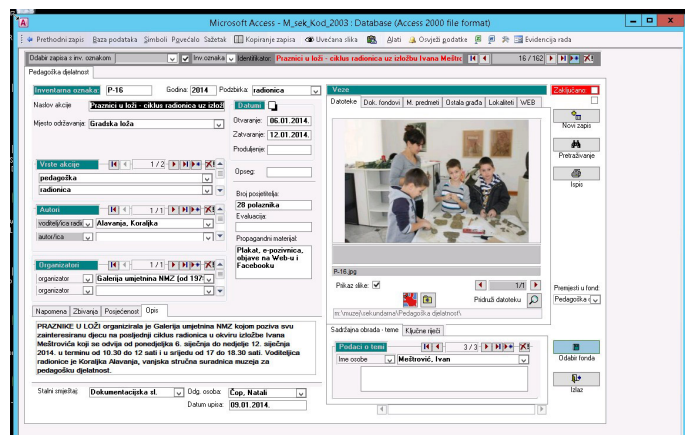 Microsoft Access - M_sek_Kod_2003 : Database (Access 2000 file format)
Prethodni zapis Baza podataka Simboli Povećalo Sažetak Kopiranje zapisa Uvećana slika Alati Osvježi podatke Evidencija rada
Odabir zapisa s inv. oznakom Inv.oznaka Identifikator: Praznici u loži - ciklus radionica uz izložbu Ivana Meštro 16 / 162
Pedagoška djelatnost
Inventarna oznaka P-16 Godina: 2014 Podzbirka: radionica
Naslov akcije Praznici u loži - ciklus radionica uz izlož
Mjesto održavanja: Gradska loža
Datumi
Otvaranje: 06.01.2014.
Zatvaranje: 12.01.2014.
Produljenje:
Vrste akcije 1 / 2
pedagoška
radionica
Opseg:
Autori 1 / 1
voditelj/ica radio Alavanja, Koraljka
autor/ica
Broj posjetitelja:
28 polaznika
Evaluacija:
Propagandni materijal:
Plakat, e-pozivnica,
objave na Web-u i
Facebooku
Organizatori 1 / 1
organizator Galerija umjetnina NMZ [od 197
organizator
Napomena Zbivanja Posjećenost Opis
PRAZNIKE U LOŽI organizirala je Galerija umjetnina NMZ kojom poziva svu
zainteresiranu djecu na posljednji ciklus radionica u okviru izložbe Ivana
Meštrovića koji se odvija od ponedjeljka 6. siječnja do nedjelje 12. siječnja
2014. u terminu od 10.30 do 12 sati i u srijedu od 17 do 18.30 sati. Voditeljica
radionice je Koraljka Alavanja, vanjska stručna suradnica muzeja za
pedagošku djelatnost.
Stalni smještaj: Dokumentacijska sl. Odg. osoba: Čop, Natali
Datum upisa: 09.01.2014.
Veze
Datoteke Dok. fondovi M. predmeti Ostala građa Lokaliteti WEB
P-16.jpg
Prikaz slike: 1/1
Pridruži datoteku
m:\muzej\sekundarna\Pedagoška djelatnost\
Sadržajna obrada - teme Ključne riječi
Podaci o temi 3 / 3
Ime osobe Meštrović, Ivan
Zaključano:
Novi zapis
Pretraživanje
Ispis
Premjesti u fond:
Pedagoška
Odabir fonda
Izlaz